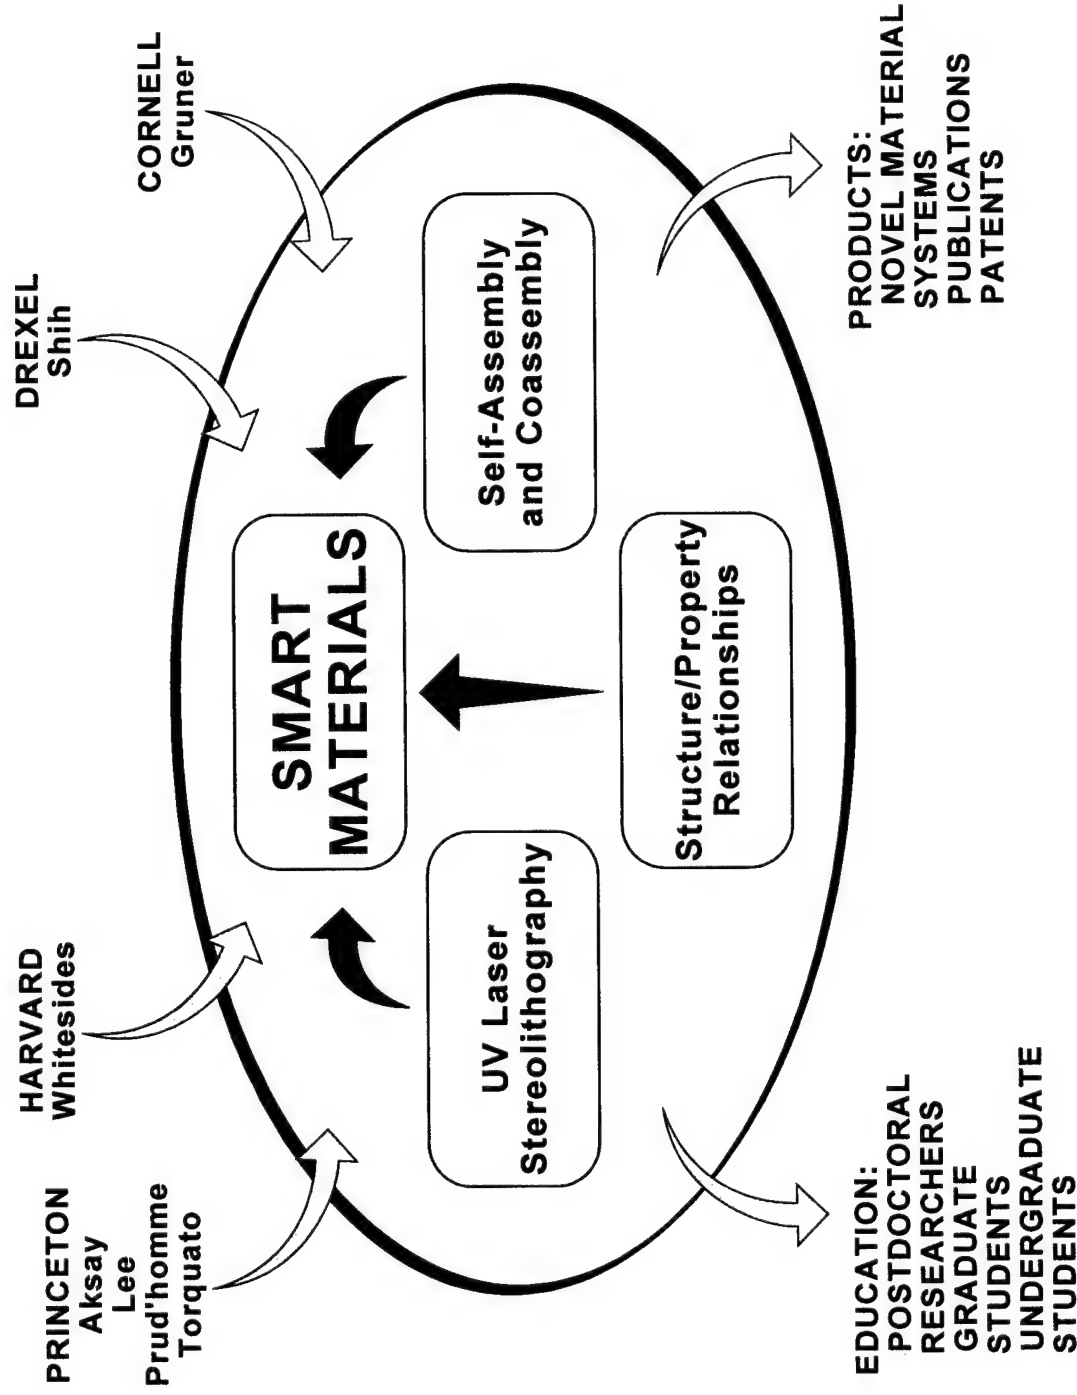 PRINCETON
Aksay
Lee
Prud'homme
Torquato
HARVARD
Whitesides
DREXEL
Shih
CORNELL
Gruner
SMART
MATERIALS
UV Laser
Stereolithography
Self-Assembly
and Coassembly
Structure/Property
Relationships
EDUCATION:
POSTDOCTORAL
RESEARCHERS
GRADUATE
STUDENTS
UNDERGRADUATE
STUDENTS
PRODUCTS:
NOVEL MATERIAL
SYSTEMS
PUBLICATIONS
PATENTS